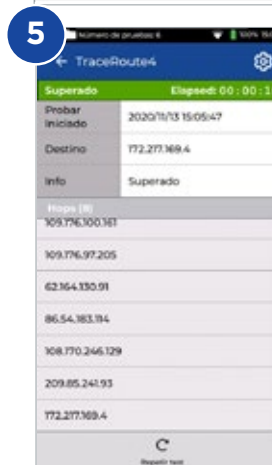 5
Número de pruebas: 6
100%
TraceRoute4
Superado Elapsed: 00 : 00 : 1
Probar Iniciado 2020/11/13 15:05:47
Destino 172.217.169.4
Info Superado
Hops (8)
109.176.100.161
109.176.97.205
62.164.130.91
86.54.183.114
108.170.246.129
209.85.241.93
172.217.169.4
Repetir test